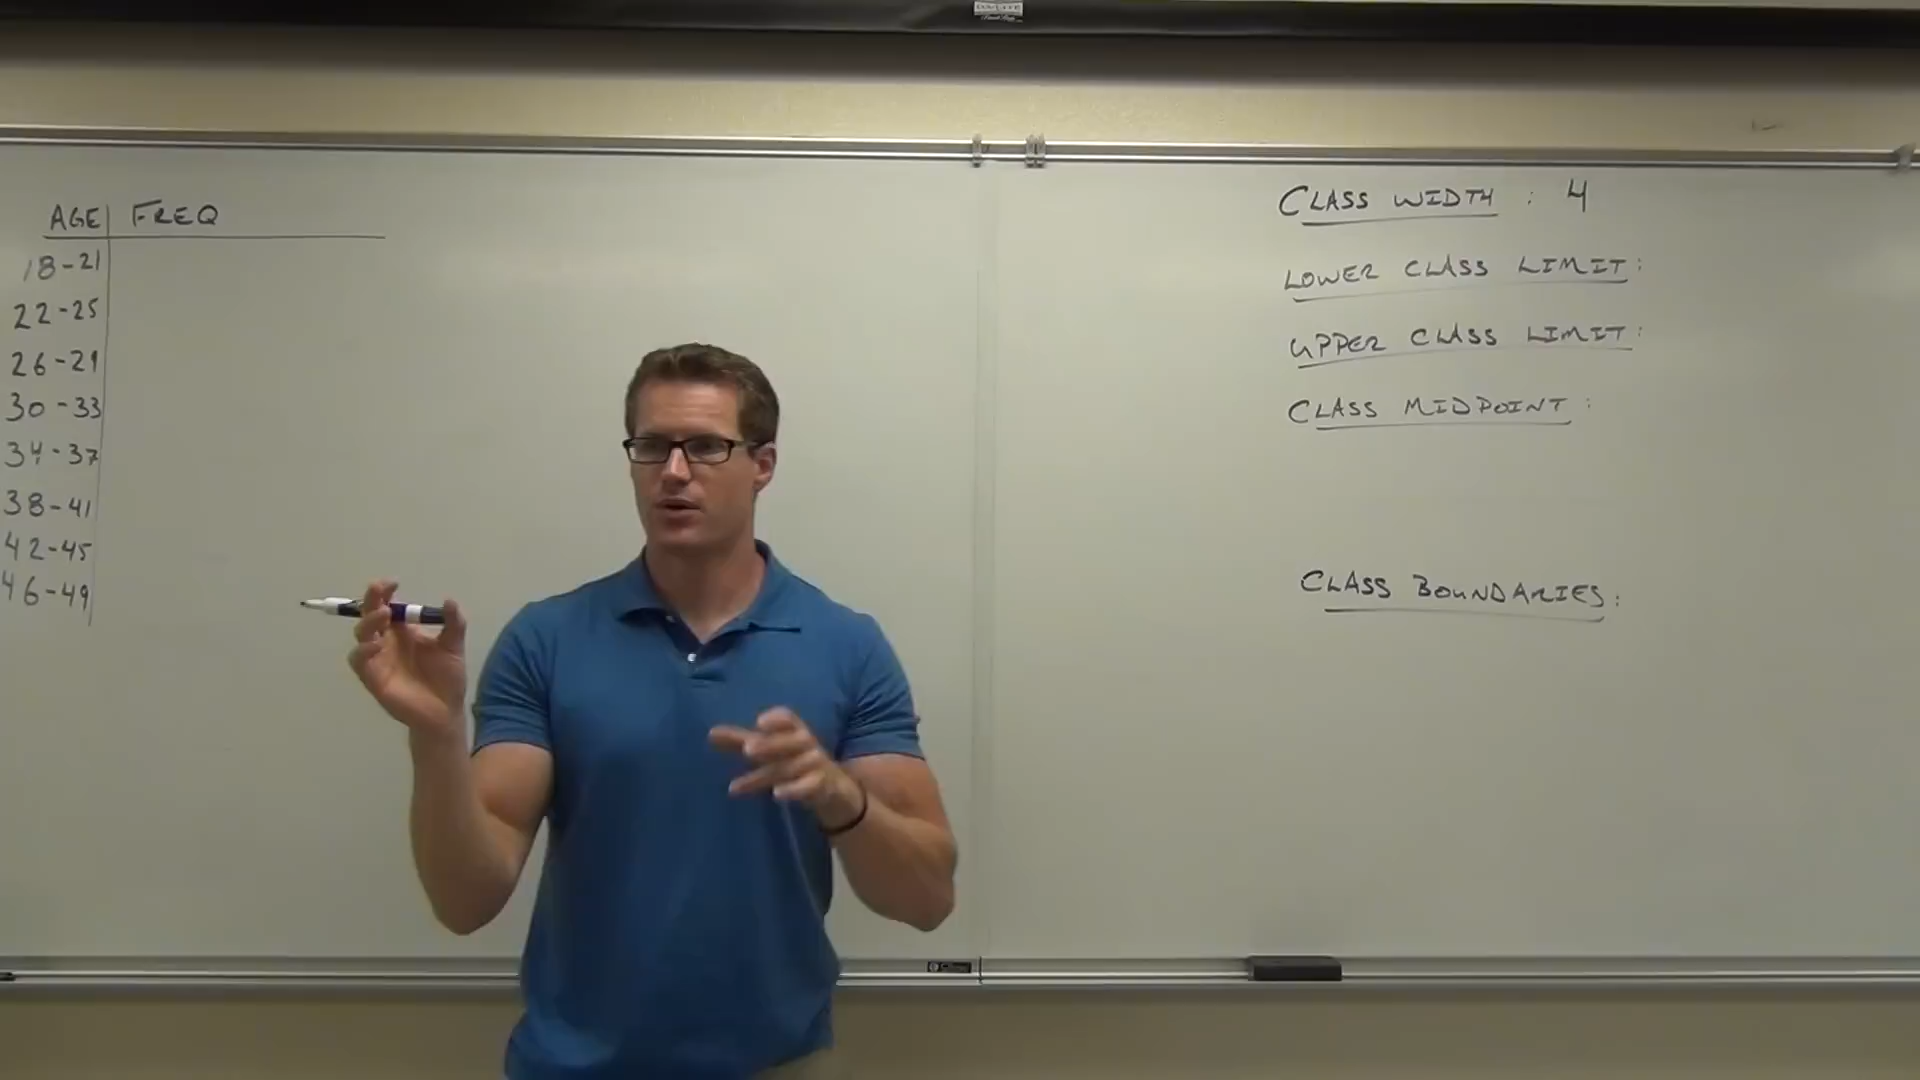 AGE FREQ
18-21
22-25
26-29
30-33
34-37
38-41
42-45
46-49
CLASS WIDTH : 4
LOWER CLASS LIMIT:
UPPER CLASS LIMIT:
CLASS MIDPOINT :
CLASS BOUNDARIES: